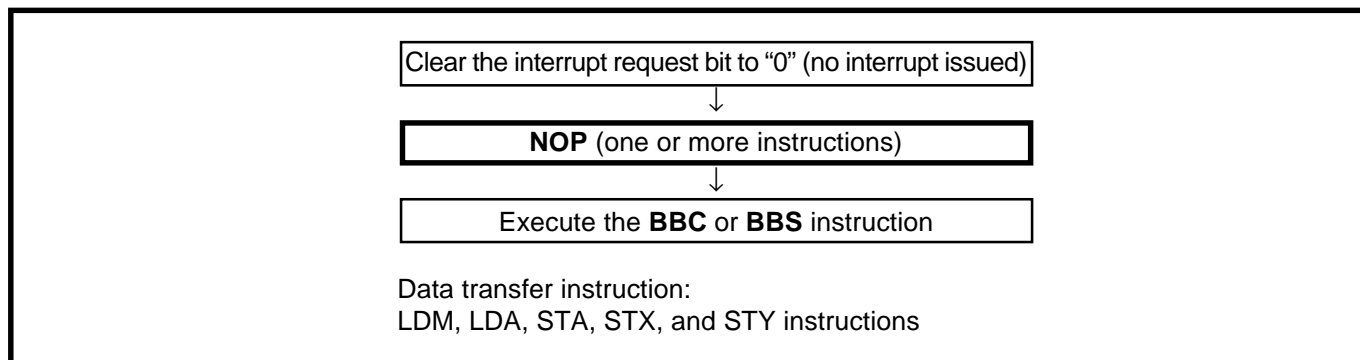 Clear the interrupt request bit to “0” (no interrupt issued)
↓
NOP (one or more instructions)
↓
Execute the BBC or BBS instruction
Data transfer instruction:
LDM, LDA, STA, STX, and STY instructions